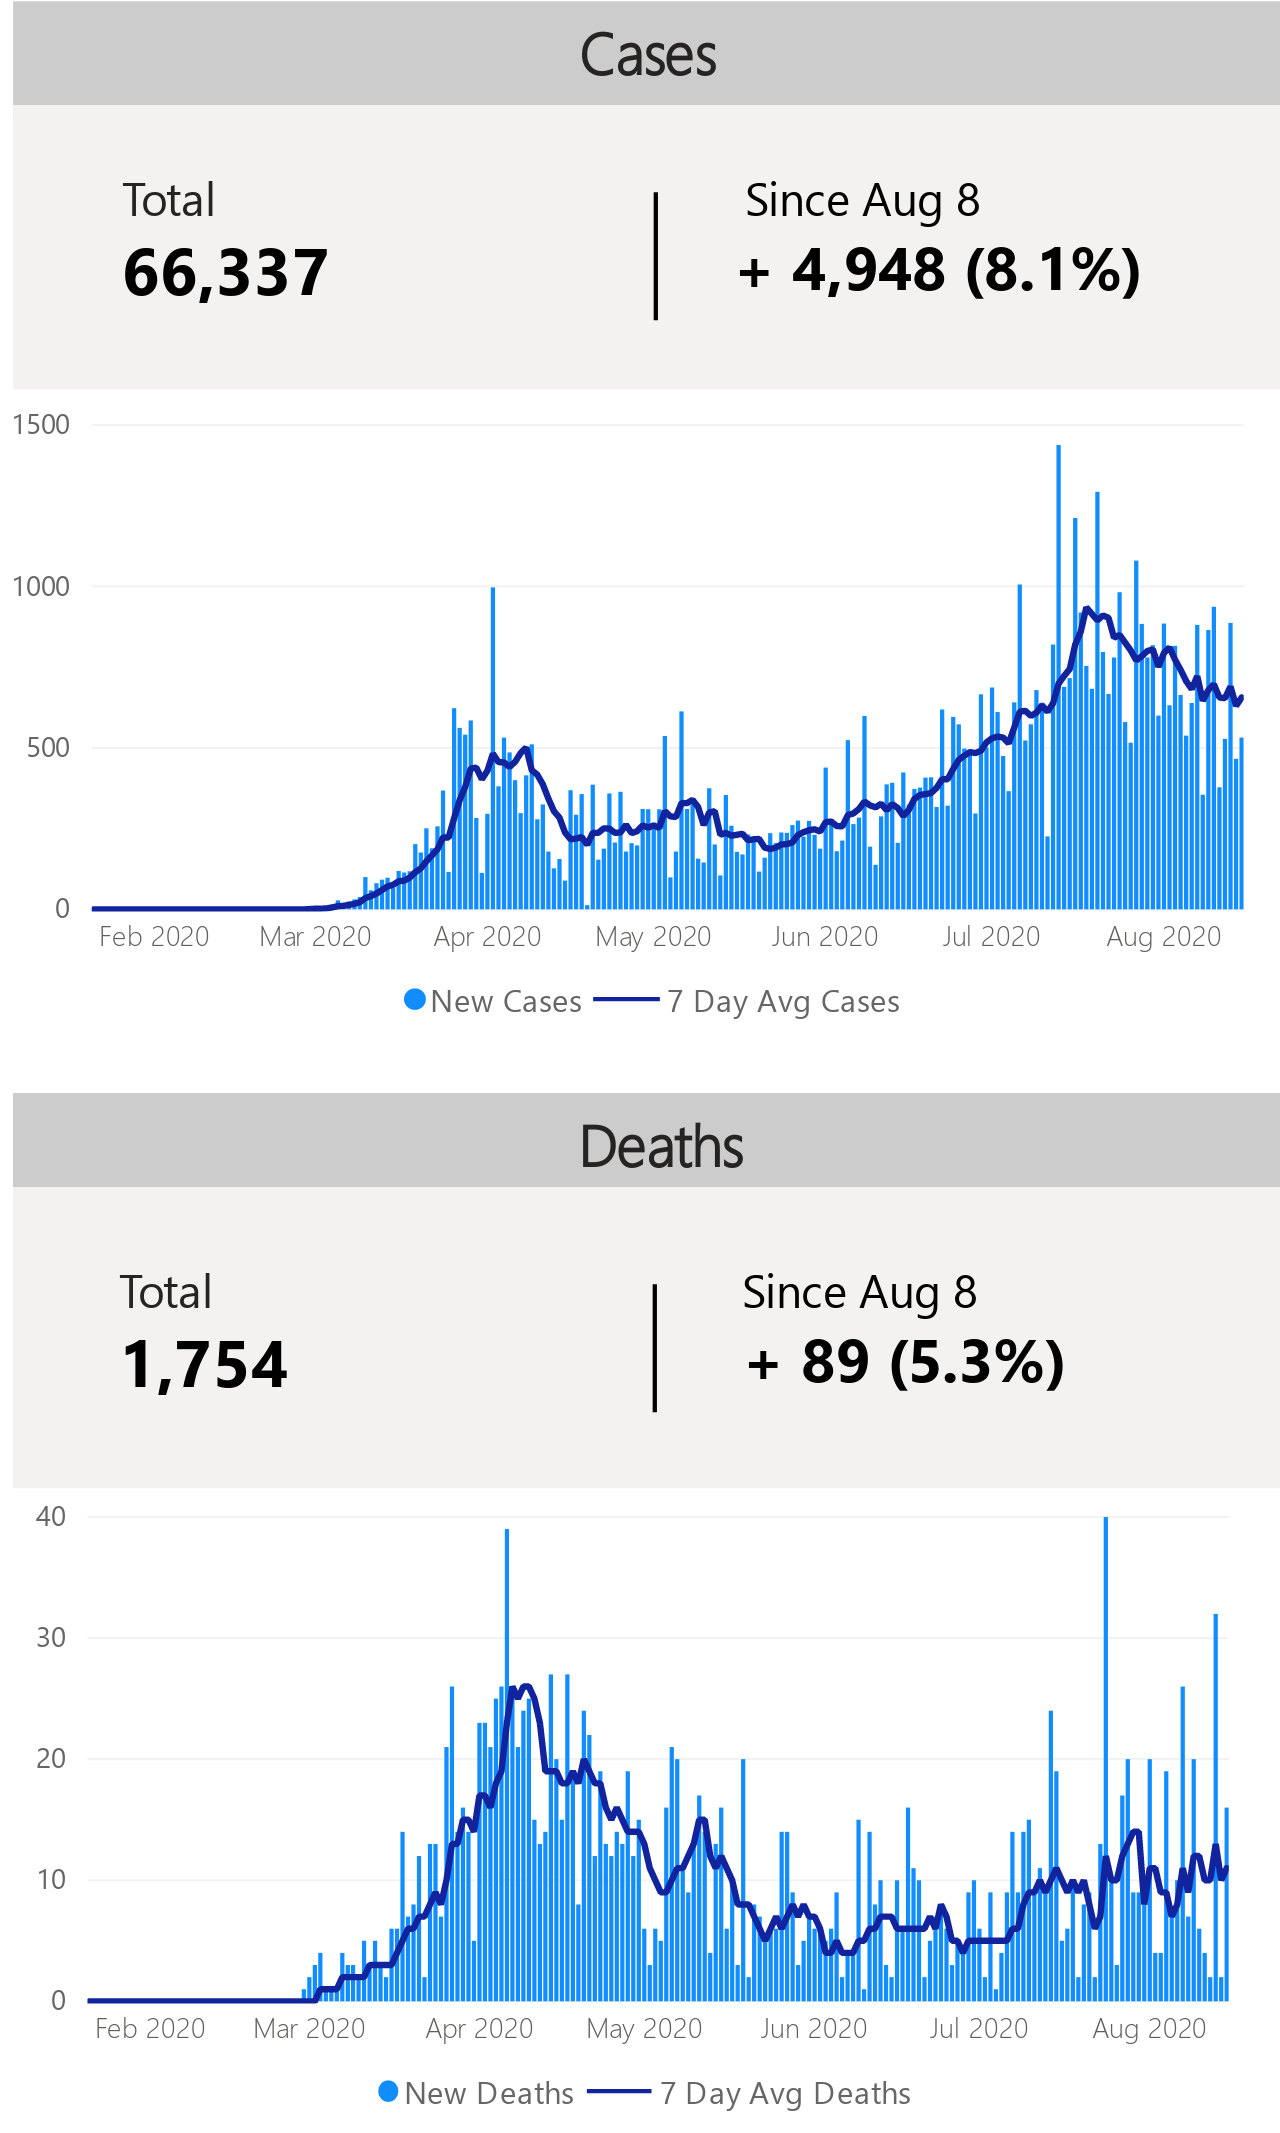 Cases
Total
Since Aug 8
66,337
+ 4,948 (8.1%)
1500
1000
500
0
Feb 2020 Mar 2020 Apr 2020 May 2020 Jun 2020 Jul 2020 Aug 2020
New Cases 7 Day Avg Cases
Deaths
Total
Since Aug 8
1,754
+ 89 (5.3%)
40
30
20
10
0
Feb 2020 Mar 2020 Apr 2020 May 2020 Jun 2020 Jul 2020 Aug 2020
New Deaths 7 Day Avg Deaths